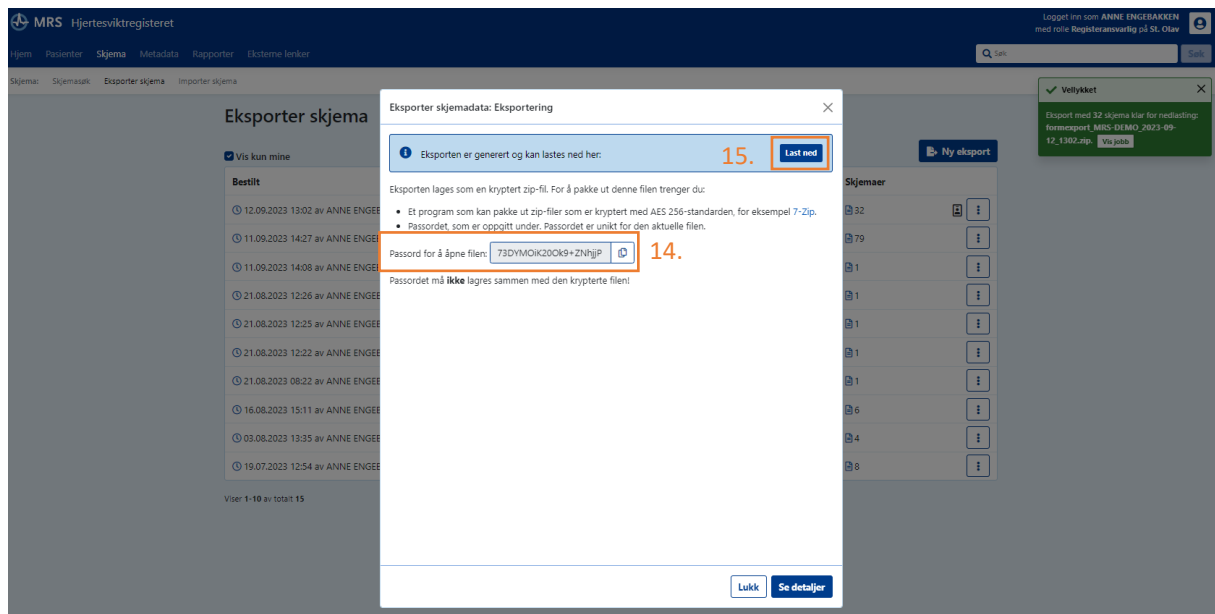 MRS Hjertesviktregisteret
Logget inn som ANNE ENGEBAKKEN
med rolle Registeransvarlig på St. Olav
Hjem Pasienter Skjema Metadata Rapporter Eksterne lenker
Søk Søk
Skjema: Skjemasøk Eksporter skjema Importer skjema
Vellykket
Eksport med 32 skjema klar for nedlasting:
formexport_MRS-DEMO_2023-09-
12_1302.zip. Vis jobb
Eksporter skjema
Vis kun mine
Ny eksport
Bestilt Skjemaer
12.09.2023 13:02 av ANNE ENGEE 32
11.09.2023 14:27 av ANNE ENGEE 79
11.09.2023 14:08 av ANNE ENGEE 1
21.08.2023 12:26 av ANNE ENGEE 1
21.08.2023 12:25 av ANNE ENGEE 1
21.08.2023 12:22 av ANNE ENGEE 1
21.08.2023 08:22 av ANNE ENGEE 1
16.08.2023 15:11 av ANNE ENGEE 6
03.08.2023 13:35 av ANNE ENGEE 4
19.07.2023 12:54 av ANNE ENGEE 8
Viser 1-10 av totalt 15
Eksporter skjemadata: Eksportering
Eksporten er generert og kan lastes ned her: 15. Last ned
Eksporten lages som en kryptert zip-fil. For å pakke ut denne filen trenger du:
• Et program som kan pakke ut zip-filer som er kryptert med AES 256-standarden, for eksempel 7-Zip.
• Passordet, som er oppgitt under. Passordet er unikt for den aktuelle filen.
Passord for å åpne filen: 73DYMOiK20Ok9+ZNhjjP 14.
Passordet må ikke lagres sammen med den krypterte filen!
Lukk Se detaljer